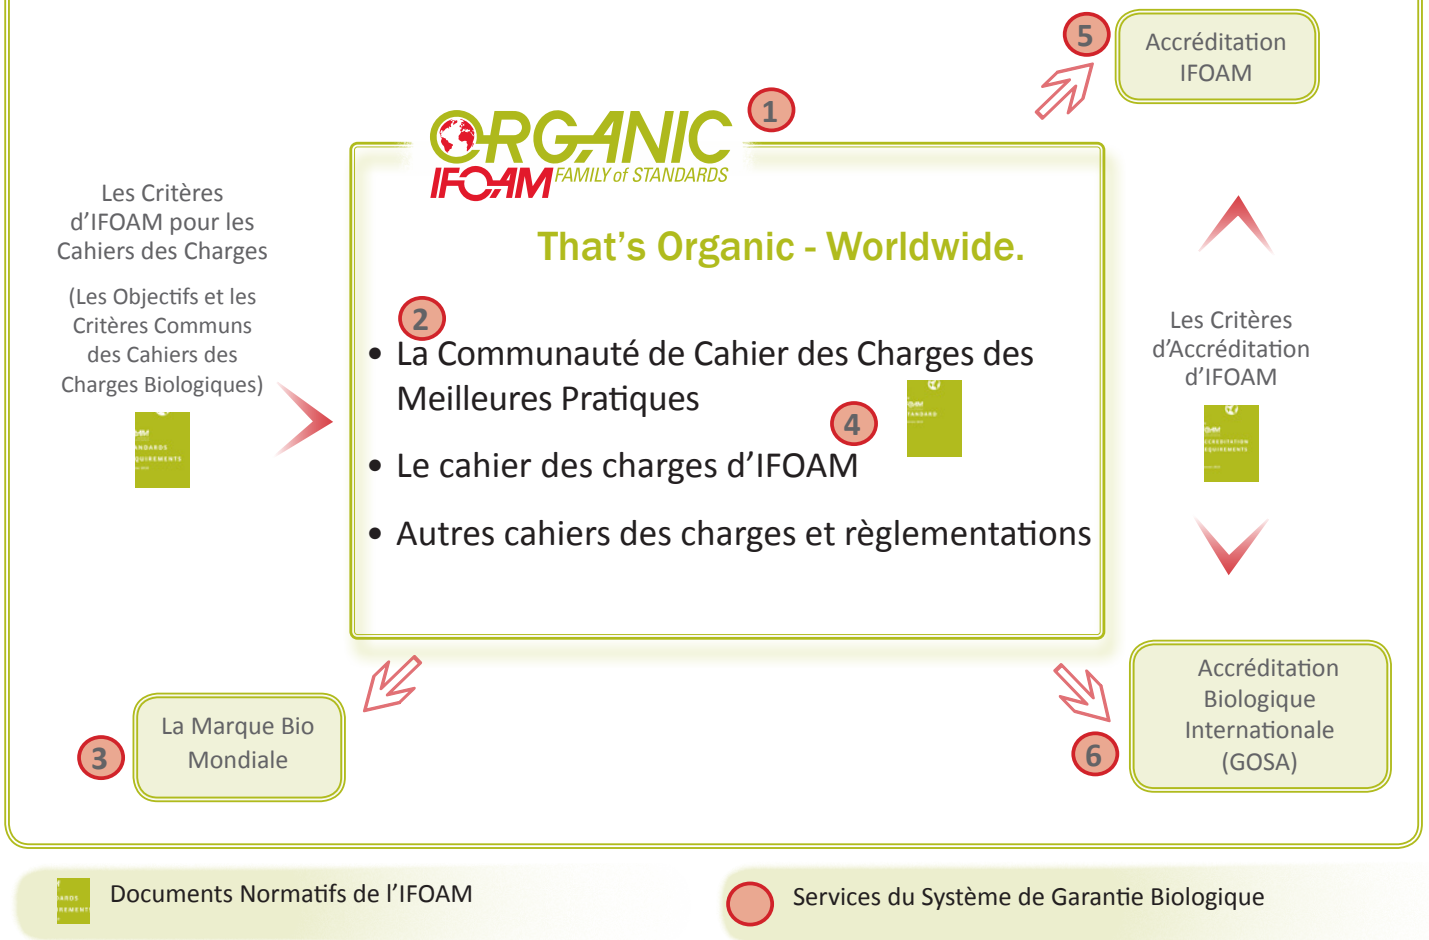 5
Accréditation
IFOAM
1
ORGANIC
IFOAM FAMILY of STANDARDS
Les Critères
d'IFOAM pour les
Cahiers des Charges
(Les Objectifs et les
Critères Communs
des Cahiers des
Charges Biologiques)
That's Organic - Worldwide.
2
• La Communauté de Cahier des Charges des
Meilleures Pratiques
4
• Le cahier des charges d'IFOAM
• Autres cahiers des charges et règlementations
Les Critères
d'Accréditation
d'IFOAM
3
La Marque Bio
Mondiale
6
Accréditation
Biologique
Internationale
(GOSA)
Documents Normatifs de l'IFOAM
Services du Système de Garantie Biologique